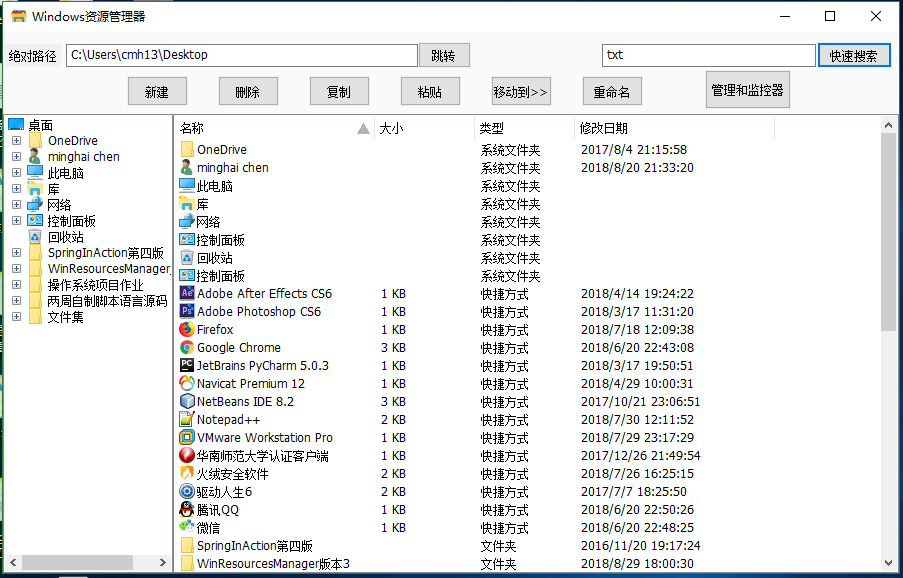 Windows资源管理器
绝对路径 C:\Users\cmh13\Desktop 跳转 txt 快速搜索
新建 删除 复制 粘贴 移动到>> 重命名 管理和监控器
桌面
OneDrive
minghai chen
此电脑
库
网络
控制面板
回收站
SpringInAction第四版
WinResourcesManager
操作系统项目作业
两周自制脚本语言源码
文件集
名称 大小 类型 修改日期
OneDrive 系统文件夹 2017/8/4 21:15:58
minghai chen 系统文件夹 2018/8/20 21:33:20
此电脑 系统文件夹
库 系统文件夹
网络 系统文件夹
控制面板 系统文件夹
回收站 系统文件夹
控制面板 系统文件夹
Adobe After Effects CS6 1 KB 快捷方式 2018/4/14 19:24:22
Adobe Photoshop CS6 1 KB 快捷方式 2018/3/17 11:31:20
Firefox 1 KB 快捷方式 2018/7/18 12:09:38
Google Chrome 3 KB 快捷方式 2018/6/20 22:43:08
JetBrains PyCharm 5.0.3 1 KB 快捷方式 2018/3/17 19:50:51
Navicat Premium 12 1 KB 快捷方式 2018/4/29 10:00:31
NetBeans IDE 8.2 3 KB 快捷方式 2017/10/21 23:06:51
Notepad++ 2 KB 快捷方式 2018/7/30 12:11:52
VMware Workstation Pro 1 KB 快捷方式 2018/7/29 23:17:29
华南师范大学认证客户端 1 KB 快捷方式 2017/12/26 21:49:54
火绒安全软件 2 KB 快捷方式 2018/7/26 16:25:15
驱动人生6 2 KB 快捷方式 2017/7/7 18:25:50
腾讯QQ 1 KB 快捷方式 2018/6/20 22:50:26
微信 1 KB 快捷方式 2018/6/20 22:48:25
SpringInAction第四版 文件夹 2016/11/20 19:17:24
WinResourcesManager版本3 文件夹 2018/8/29 18:00:30